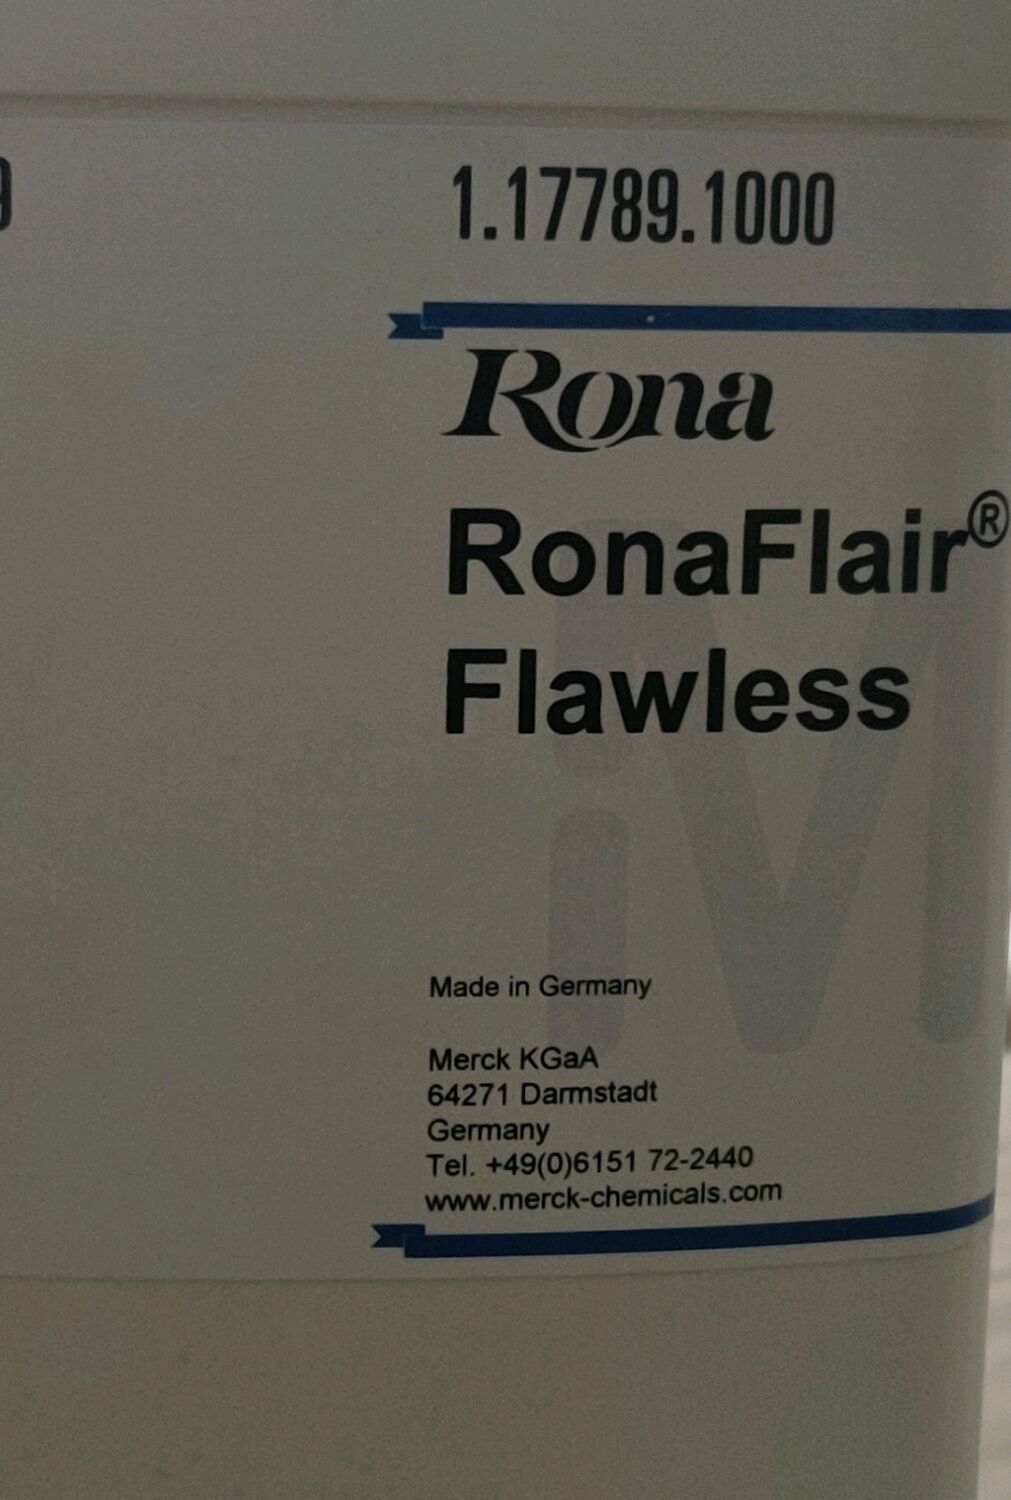 1.17789.1000
Rona
RonaFlair®
Flawless
Made in Germany
Merck KGaA
64271 Darmstadt
Germany
Tel. +49(0)6151 72-2440
www.merck-chemicals.com